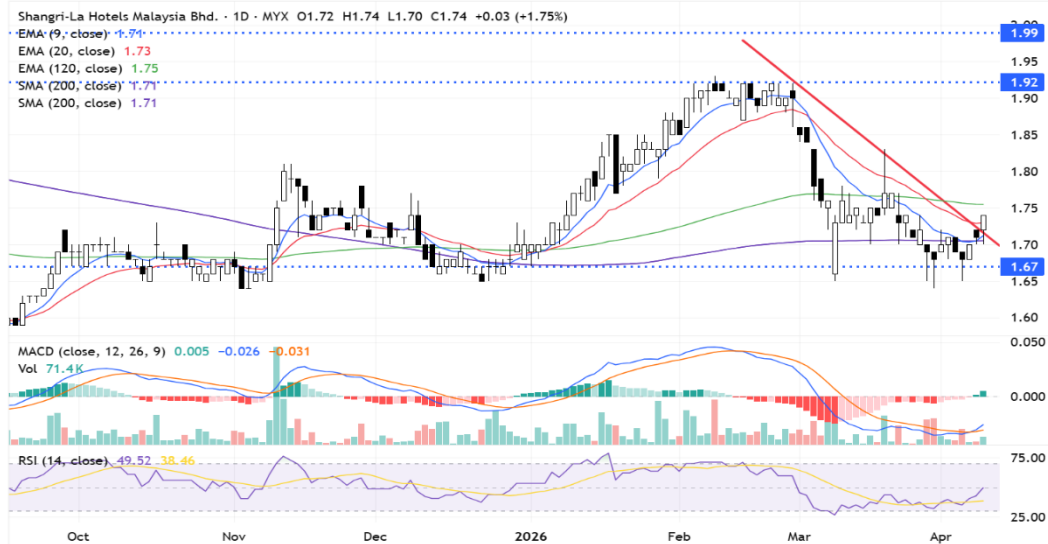 Shangri-La Hotels Malaysia Bhd. · 1D · MYX O1.72 H1.74 L1.70 C1.74 +0.03 (+1.75%)
EMA (9, close) 1.71
EMA (20, close) 1.73
EMA (120, close) 1.75
SMA (200, close) 1.71
SMA (200, close) 1.71
2.00
1.99
1.95
1.92
1.90
1.85
1.80
1.75
1.70
1.67
1.65
1.60
MACD (close, 12, 26, 9) 0.005 −0.026 −0.031
Vol 71.4K
0.050
0.000
RSI (14, close) 49.52 38.46
75.00
25.00
Oct Nov Dec 2026 Feb Mar Apr